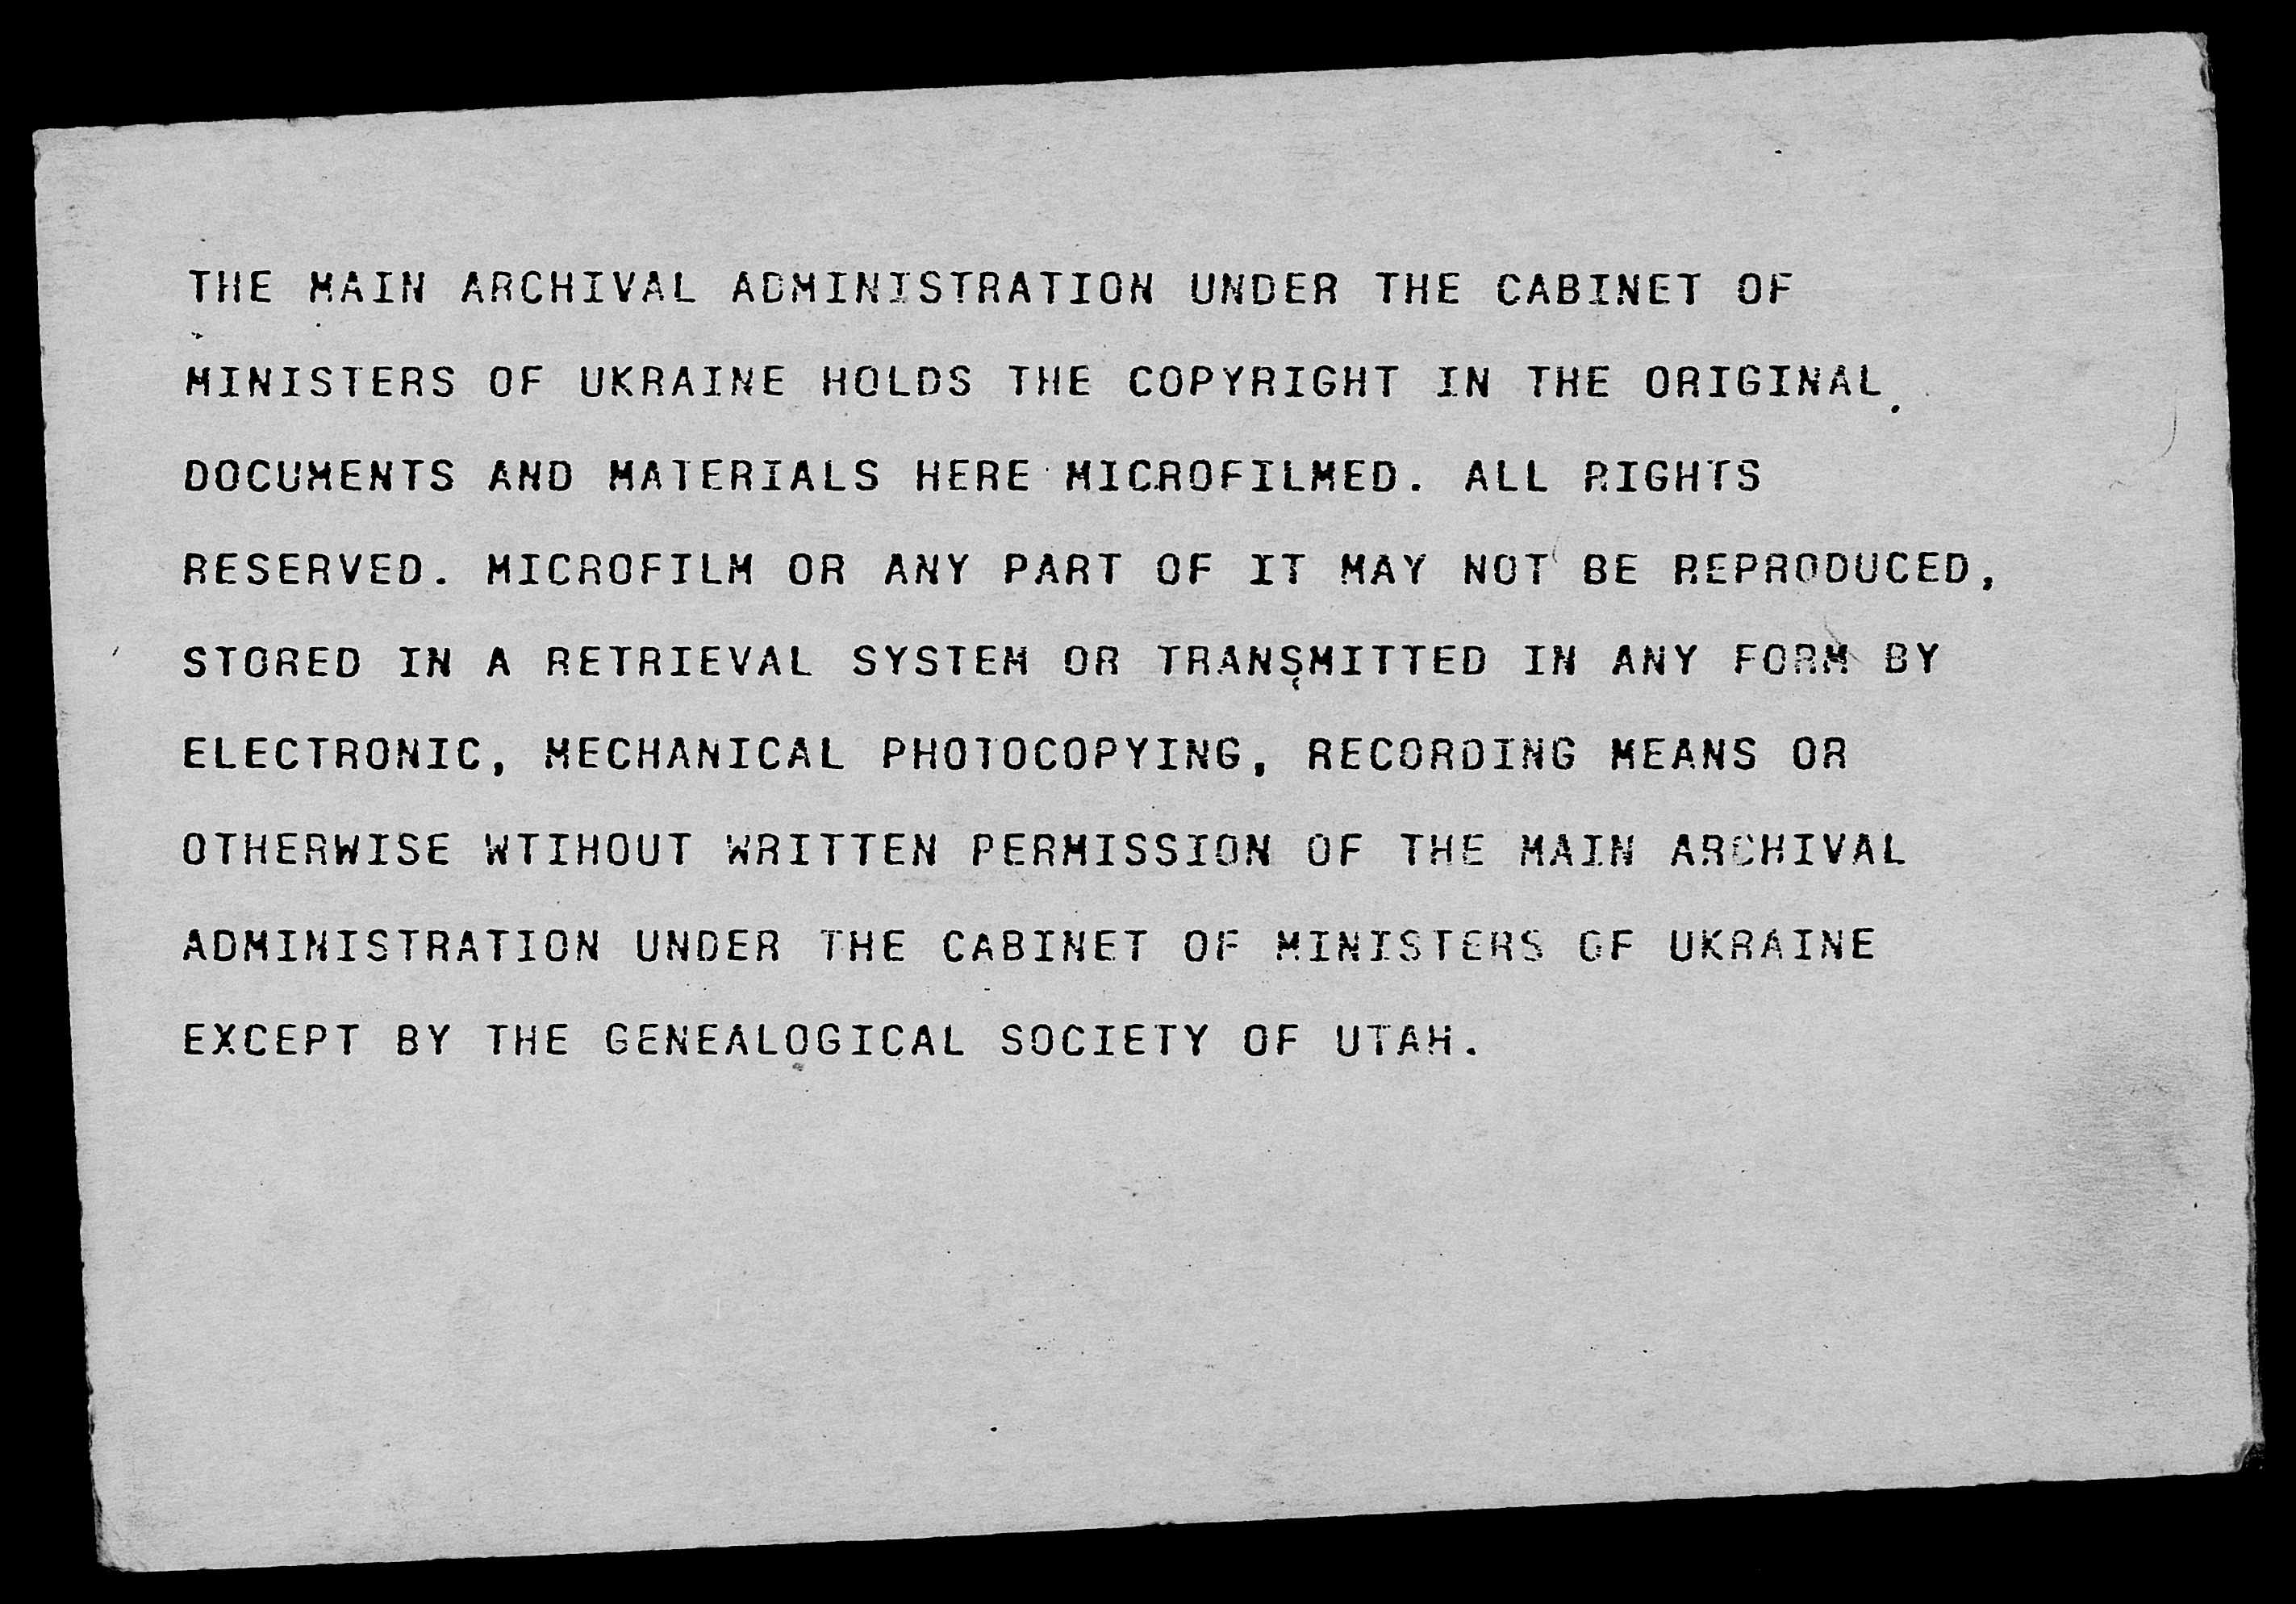 THE MAIN ARCHIVAL ADMINISTRATION UNDER THE CABINET OF
MINISTERS OF UKRAINE HOLDS THE COPYRIGHT IN THE ORIGINAL
DOCUMENTS AND MATERIALS HERE MICROFILMED. ALL RIGHTS
RESERVED. MICROFILM OR ANY PART OF IT MAY NOT BE REPRODUCED,
STORED IN A RETRIEVAL SYSTEM OR TRANSMITTED IN ANY FORM BY
ELECTRONIC, MECHANICAL PHOTOCOPYING, RECORDING MEANS OR
OTHERWISE WTIHOUT WRITTEN PERMISSION OF THE MAIN ARCHIVAL
ADMINISTRATION UNDER THE CABINET OF MINISTERS OF UKRAINE
EXCEPT BY THE GENEALOGICAL SOCIETY OF UTAH.